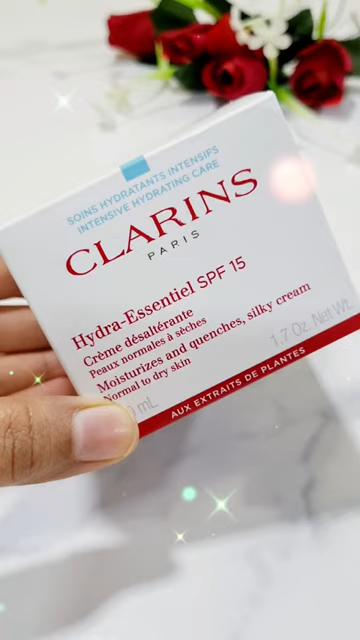 SOINS HYDRATANTS INTENSIFS
INTENSIVE HYDRATING CARE
CLARINS
PARIS
Hydra-Essentiel SPF 15
Crème désaltérante
Peaux normales à sèches
Moisturizes and quenches, silky cream
Normal to dry skin
mL 1.7 Oz. Net Wt.
AUX EXTRAITS DE PLANTES